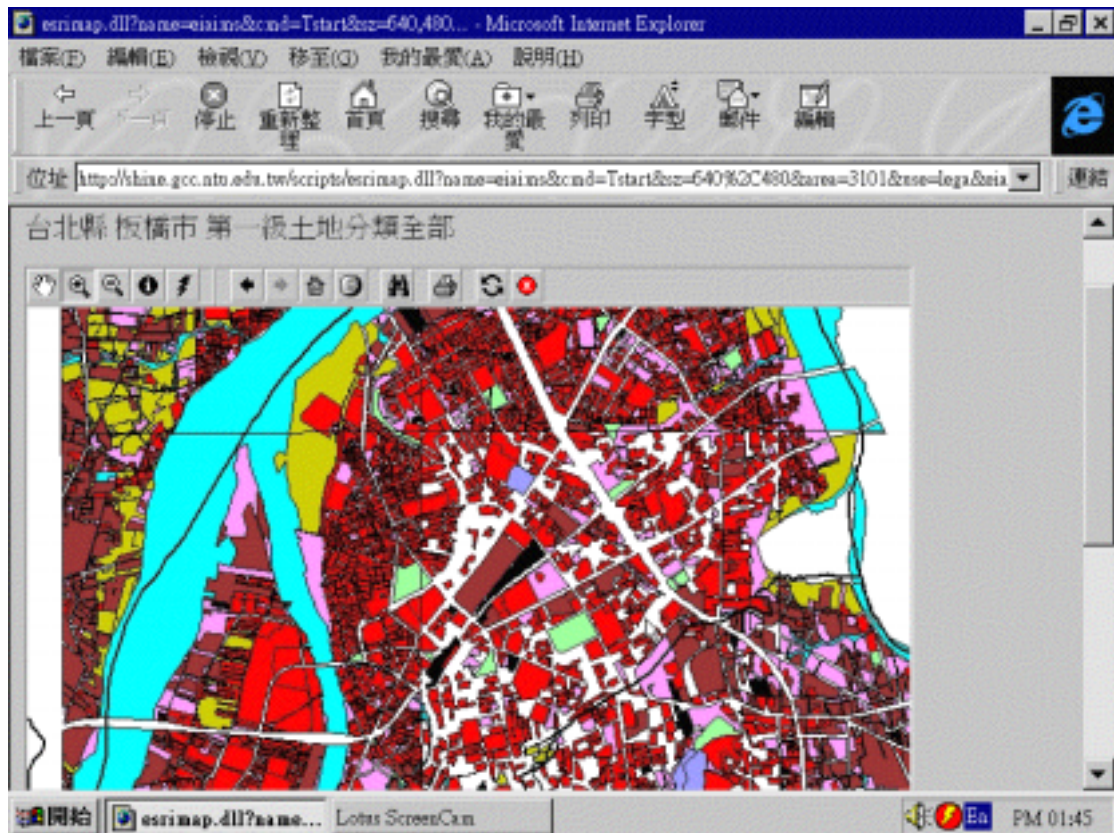 esrimap.dll?name=eiaims&cmd=Tstart&sz=640,480... - Microsoft Internet Explorer
檔案(F) 編輯(E) 檢視(V) 移至(G) 我的最愛(A) 說明(H)
上一頁 下一頁 停止 重新整理 首頁 搜尋 我的最愛 列印 字型 郵件 編輯
位址 http://shine.gcc.ntu.edu.tw/scripts/esrimap.dll?name=eiaims&cmd=Tstart&sz=640%2C480&area=3101&use=lega&eia 連結
台北縣 板橋市 第一級土地分類全部
開始 esrimap.dll?name... Lotus ScreenCam En PM 01:45